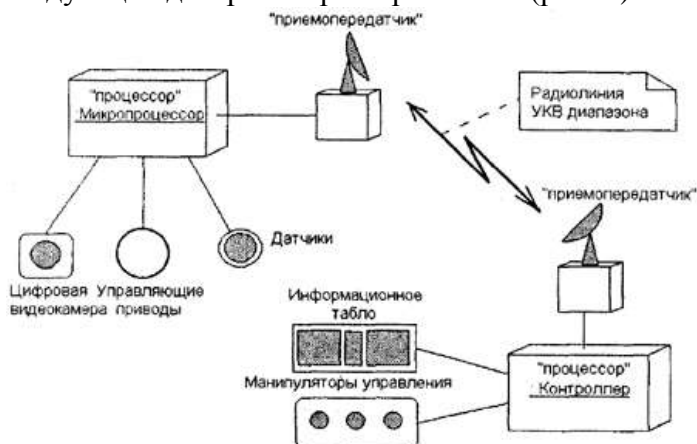 "приемопередатчик"
"процессор"
Микропроцессор
Радиолиния
УКВ диапазона
"приемопередатчик"
Датчики
Цифровая Управляющие
видеокамера приводы
Информационное
табло
Манипуляторы управления
"процессор"
Контроллер